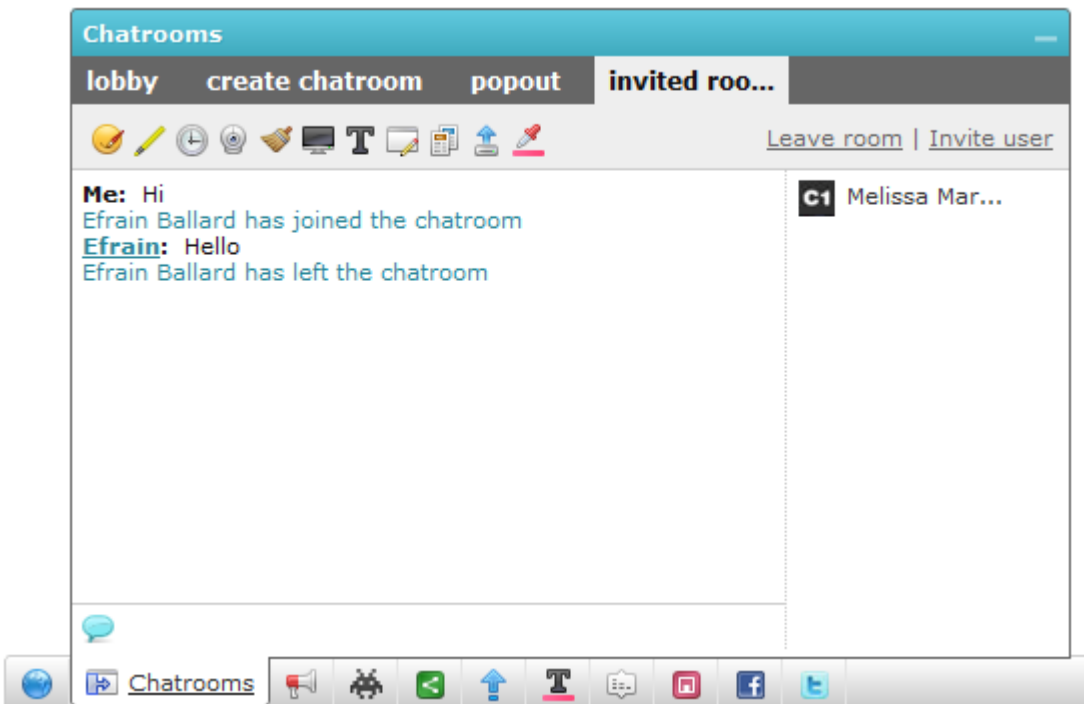 Chatrooms
lobby create chatroom popout invited roo...
Leave room | Invite user
Me: Hi
Efrain Ballard has joined the chatroom
Efrain: Hello
Efrain Ballard has left the chatroom
C1 Melissa Mar...
Chatrooms